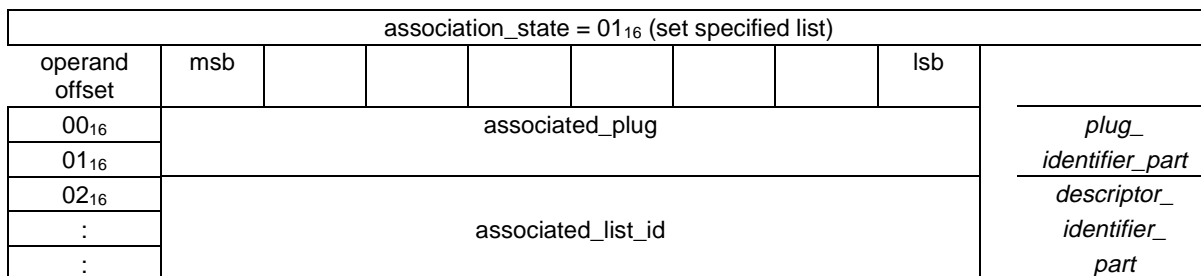 association_state = 01₁₆ (set specified list)
operand offset msb lsb
00₁₆ associated_plug plug_
01₁₆ identifier_part
02₁₆ descriptor_
: associated_list_id identifier_
: part